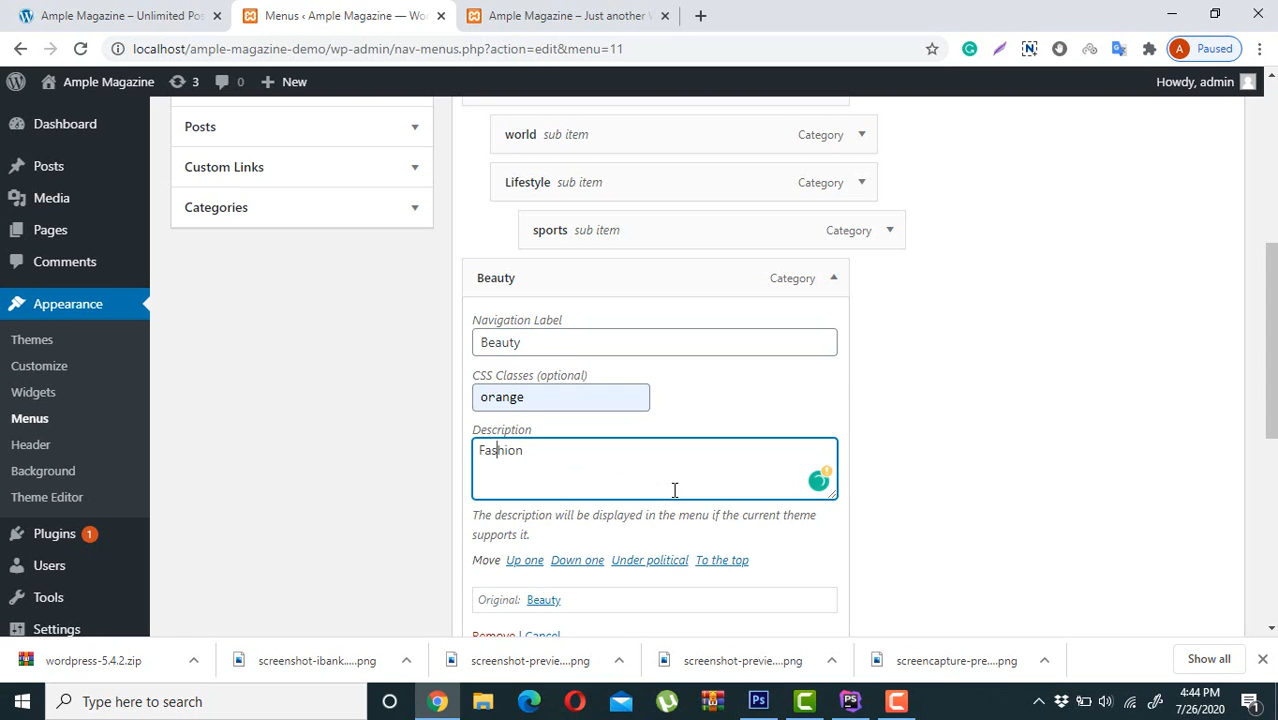 Ample Magazine – Unlimited Pos
Menus ‹ Ample Magazine — Wor
Ample Magazine – Just another W
localhost/ample-magazine-demo/wp-admin/nav-menus.php?action=edit&menu=11
A Paused
Ample Magazine
3
0
New
Howdy, admin
Dashboard
Posts
Media
Pages
Comments
Appearance
Themes
Customize
Widgets
Menus
Header
Background
Theme Editor
Plugins 1
Users
Tools
Settings
Posts
Custom Links
Categories
world sub item Category
Lifestyle sub item Category
sports sub item Category
Beauty Category
Navigation Label
Beauty
CSS Classes (optional)
orange
Description
Fashion
The description will be displayed in the menu if the current theme
supports it.
Move Up one Down one Under political To the top
Original: Beauty
Remove | Cancel
wordpress-5.4.2.zip
screenshot-ibank.....png
screenshot-previe....png
screenshot-previe....png
screencapture-pre....png
Show all
Type here to search
4:44 PM
7/26/2020
1